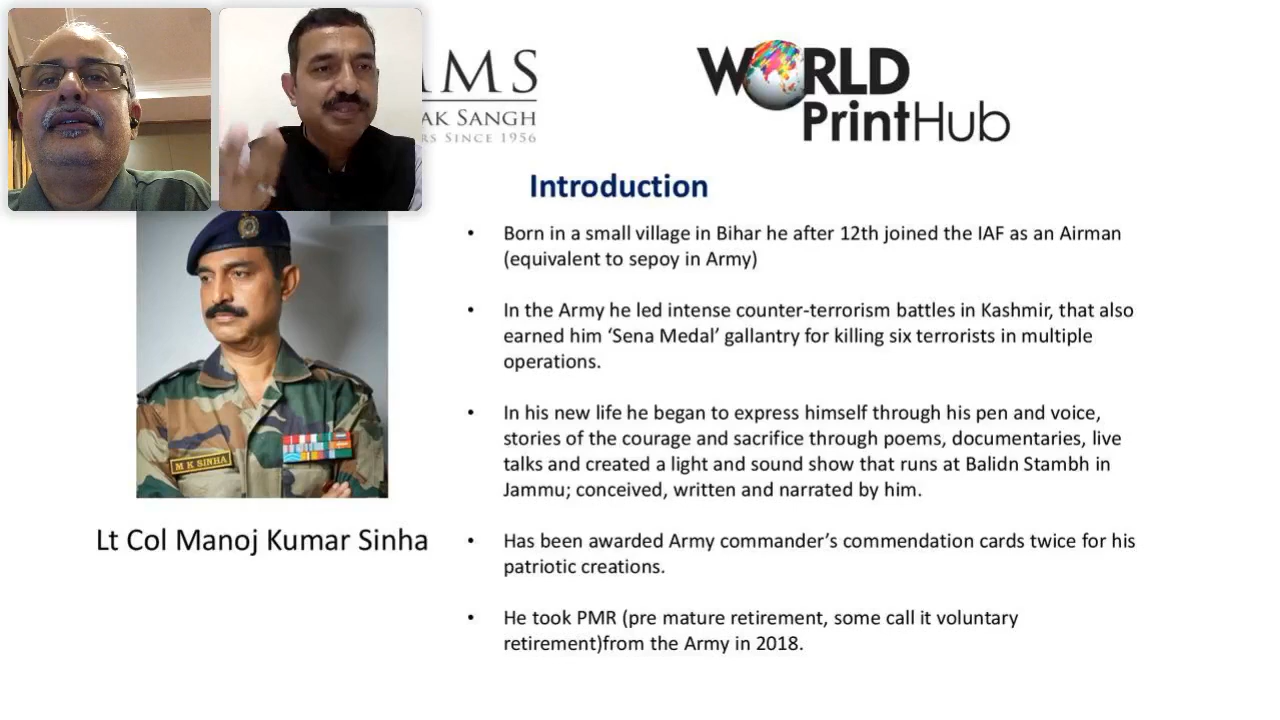 MS
AK SANGH
RS SINCE 1956
WORLD
PrintHub
Introduction
• Born in a small village in Bihar he after 12th joined the IAF as an Airman
(equivalent to sepoy in Army)
• In the Army he led intense counter-terrorism battles in Kashmir, that also
earned him ‘Sena Medal’ gallantry for killing six terrorists in multiple
operations.
• In his new life he began to express himself through his pen and voice,
stories of the courage and sacrifice through poems, documentaries, live
talks and created a light and sound show that runs at Balidn Stambh in
Jammu; conceived, written and narrated by him.
• Has been awarded Army commander’s commendation cards twice for his
patriotic creations.
• He took PMR (pre mature retirement, some call it voluntary
retirement)from the Army in 2018.
M K SINHA
Lt Col Manoj Kumar Sinha